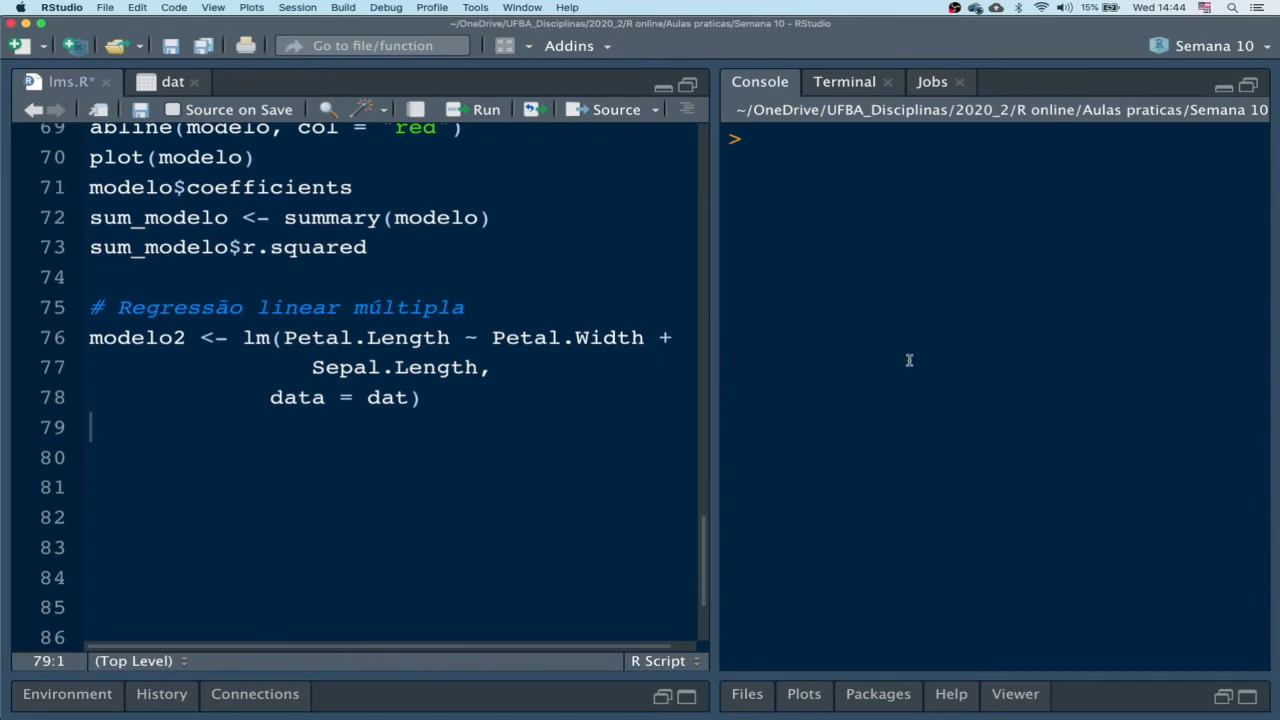 RStudio File Edit Code View Plots Session Build Debug Profile Tools Window Help 15% Wed 14:44
~/OneDrive/UFBA_Disciplinas/2020_2/R online/Aulas praticas/Semana 10 - RStudio
Go to file/function Addins Semana 10
lms.R* dat
Source on Save Run Source
69 abline(modelo, col = "red")
70 plot(modelo)
71 modelo$coefficients
72 sum_modelo <- summary(modelo)
73 sum_modelo$r.squared
74
75 # Regressão linear múltipla
76 modelo2 <- lm(Petal.Length ~ Petal.Width +
77 Sepal.Length,
78 data = dat)
79
80
81
82
83
84
85
86
79:1 (Top Level) R Script
Environment History Connections
Console Terminal Jobs
~/OneDrive/UFBA_Disciplinas/2020_2/R online/Aulas praticas/Semana 10
>
Files Plots Packages Help Viewer